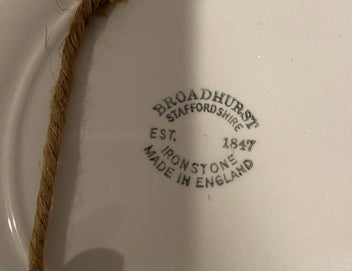 BROADHURST
STAFFORDSHIRE
EST. 1847
IRONSTONE
MADE IN ENGLAND